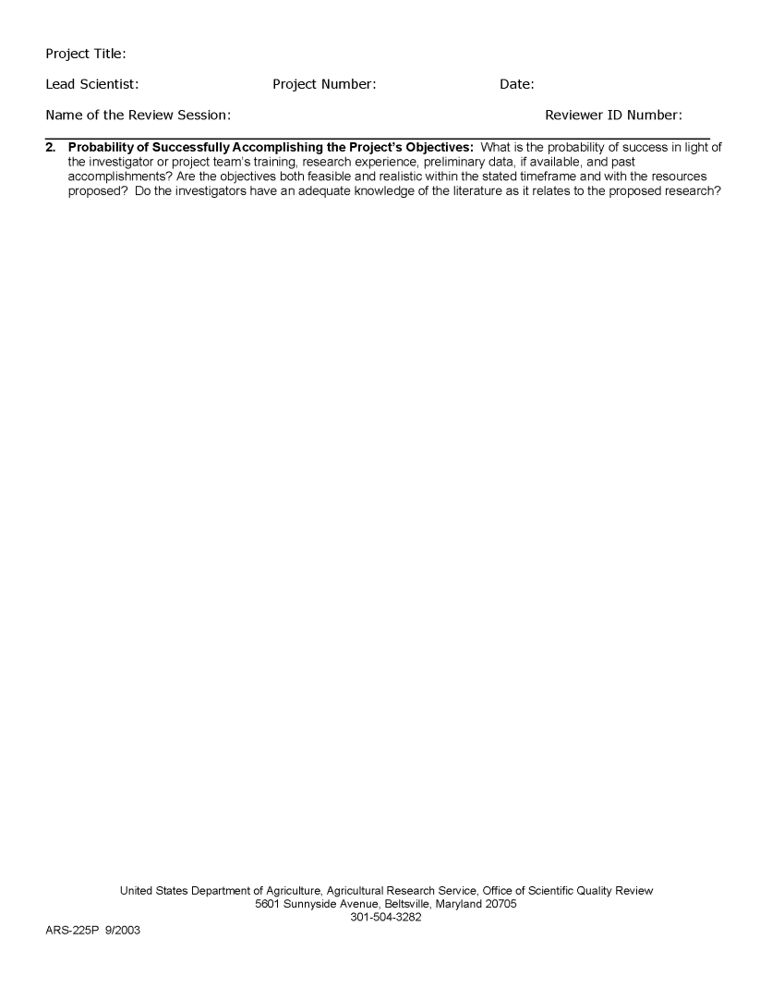 Project Title:
Lead Scientist: Project Number: Date:
Name of the Review Session: Reviewer ID Number:
2. Probability of Successfully Accomplishing the Project's Objectives: What is the probability of success in light of
the investigator or project team's training, research experience, preliminary data, if available, and past
accomplishments? Are the objectives both feasible and realistic within the stated timeframe and with the resources
proposed? Do the investigators have an adequate knowledge of the literature as it relates to the proposed research?
United States Department of Agriculture, Agricultural Research Service, Office of Scientific Quality Review
5601 Sunnyside Avenue, Beltsville, Maryland 20705
301-504-3282
ARS-225P 9/2003